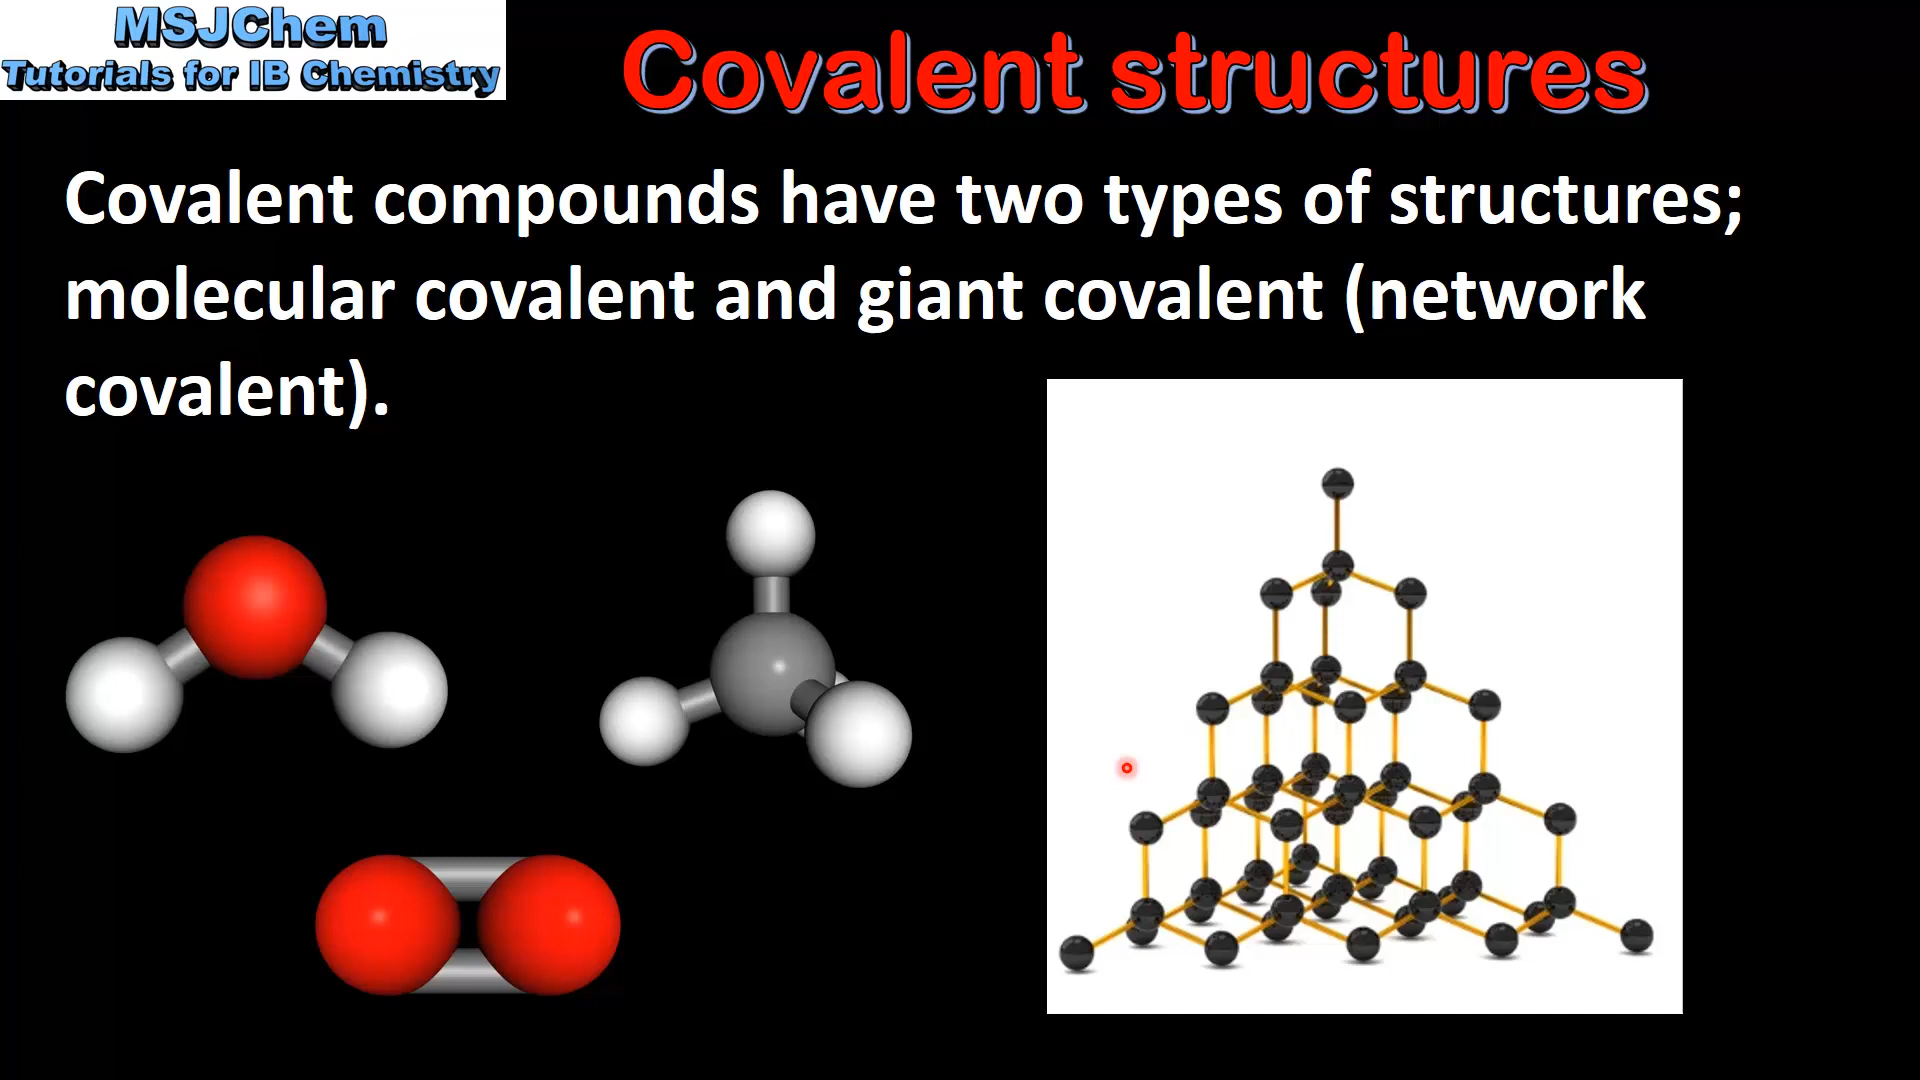 MSJChem
Tutorials for IB Chemistry
Covalent structures
Covalent compounds have two types of structures;
molecular covalent and giant covalent (network
covalent).